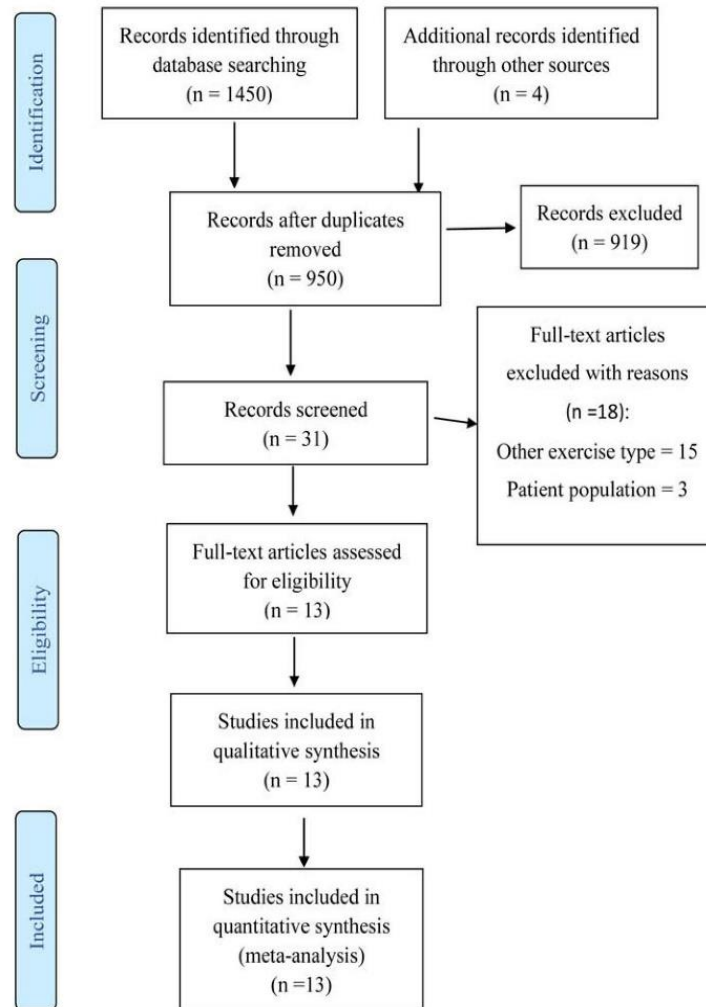 Identification
Records identified through
database searching
(n = 1450)
Additional records identified
through other sources
(n = 4)
Records after duplicates
removed
(n = 950)
Records excluded
(n = 919)
Screening
Records screened
(n = 31)
Full-text articles
excluded with reasons
(n =18):
Other exercise type = 15
Patient population = 3
Eligibility
Full-text articles assessed
for eligibility
(n = 13)
Studies included in
qualitative synthesis
(n = 13)
Included
Studies included in
quantitative synthesis
(meta-analysis)
(n =13)